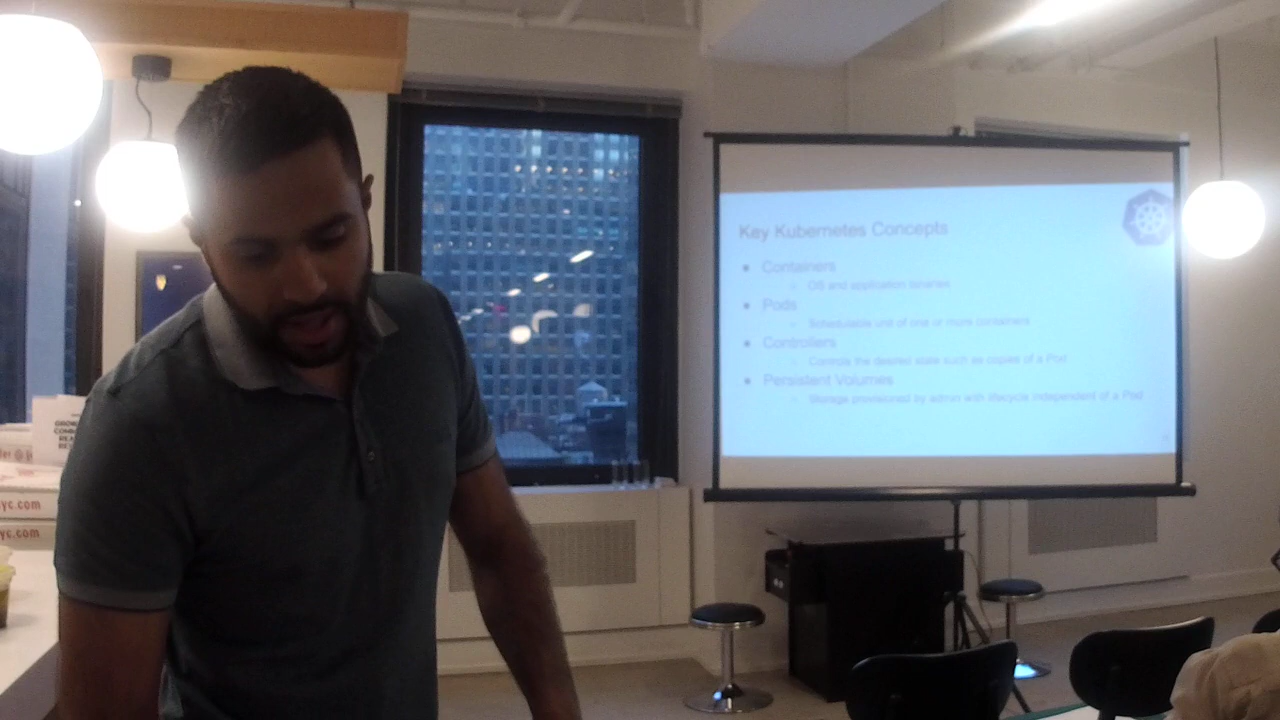 Key Kubernetes Concepts
Containers
OS and application binaries
Pods
Schedulable unit of one or more containers
Controllers
Controls the desired state such as copies of a Pod
Persistent Volumes
Storage provisioned by admin with lifecycle independent of a Pod
yc.com
yc.com